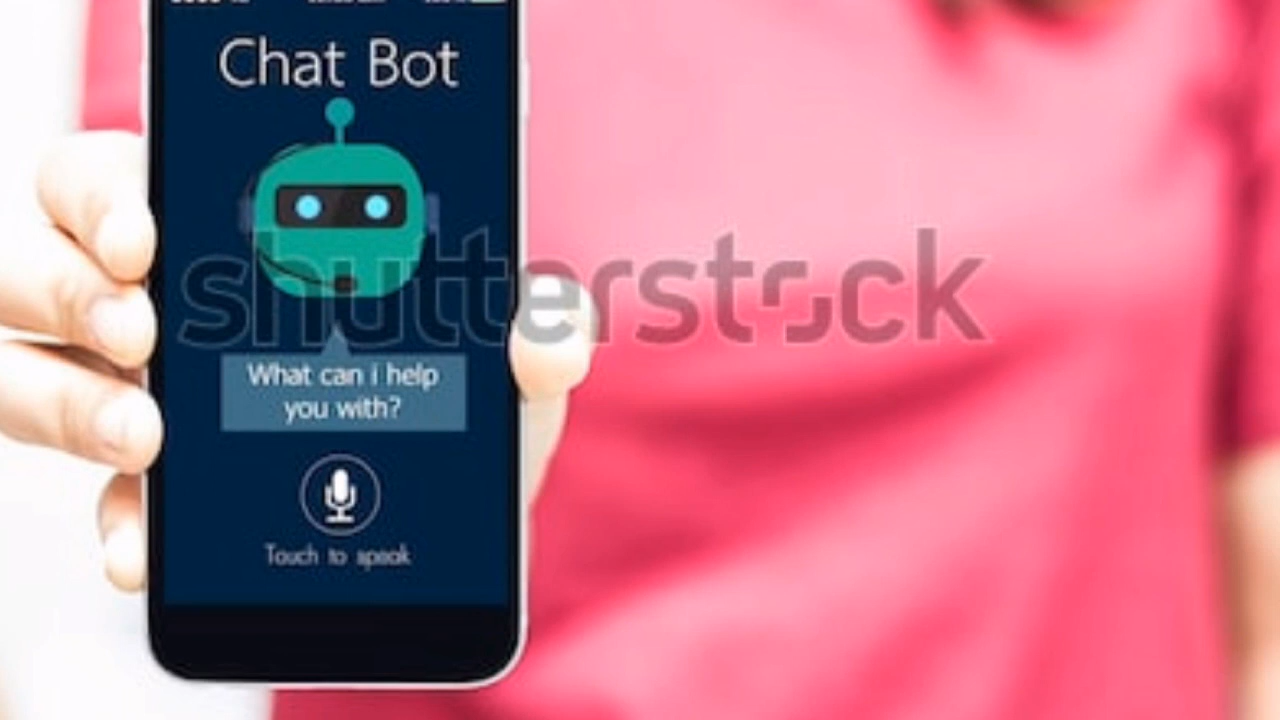 Chat Bot
shutterstock
What can i help
you with?
Touch to speak